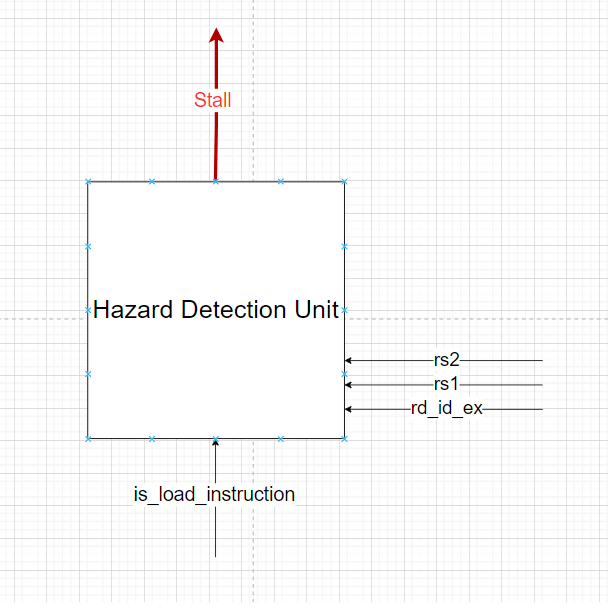 Stall
Hazard Detection Unit
rs2
rs1
rd_id_ex
is_load_instruction